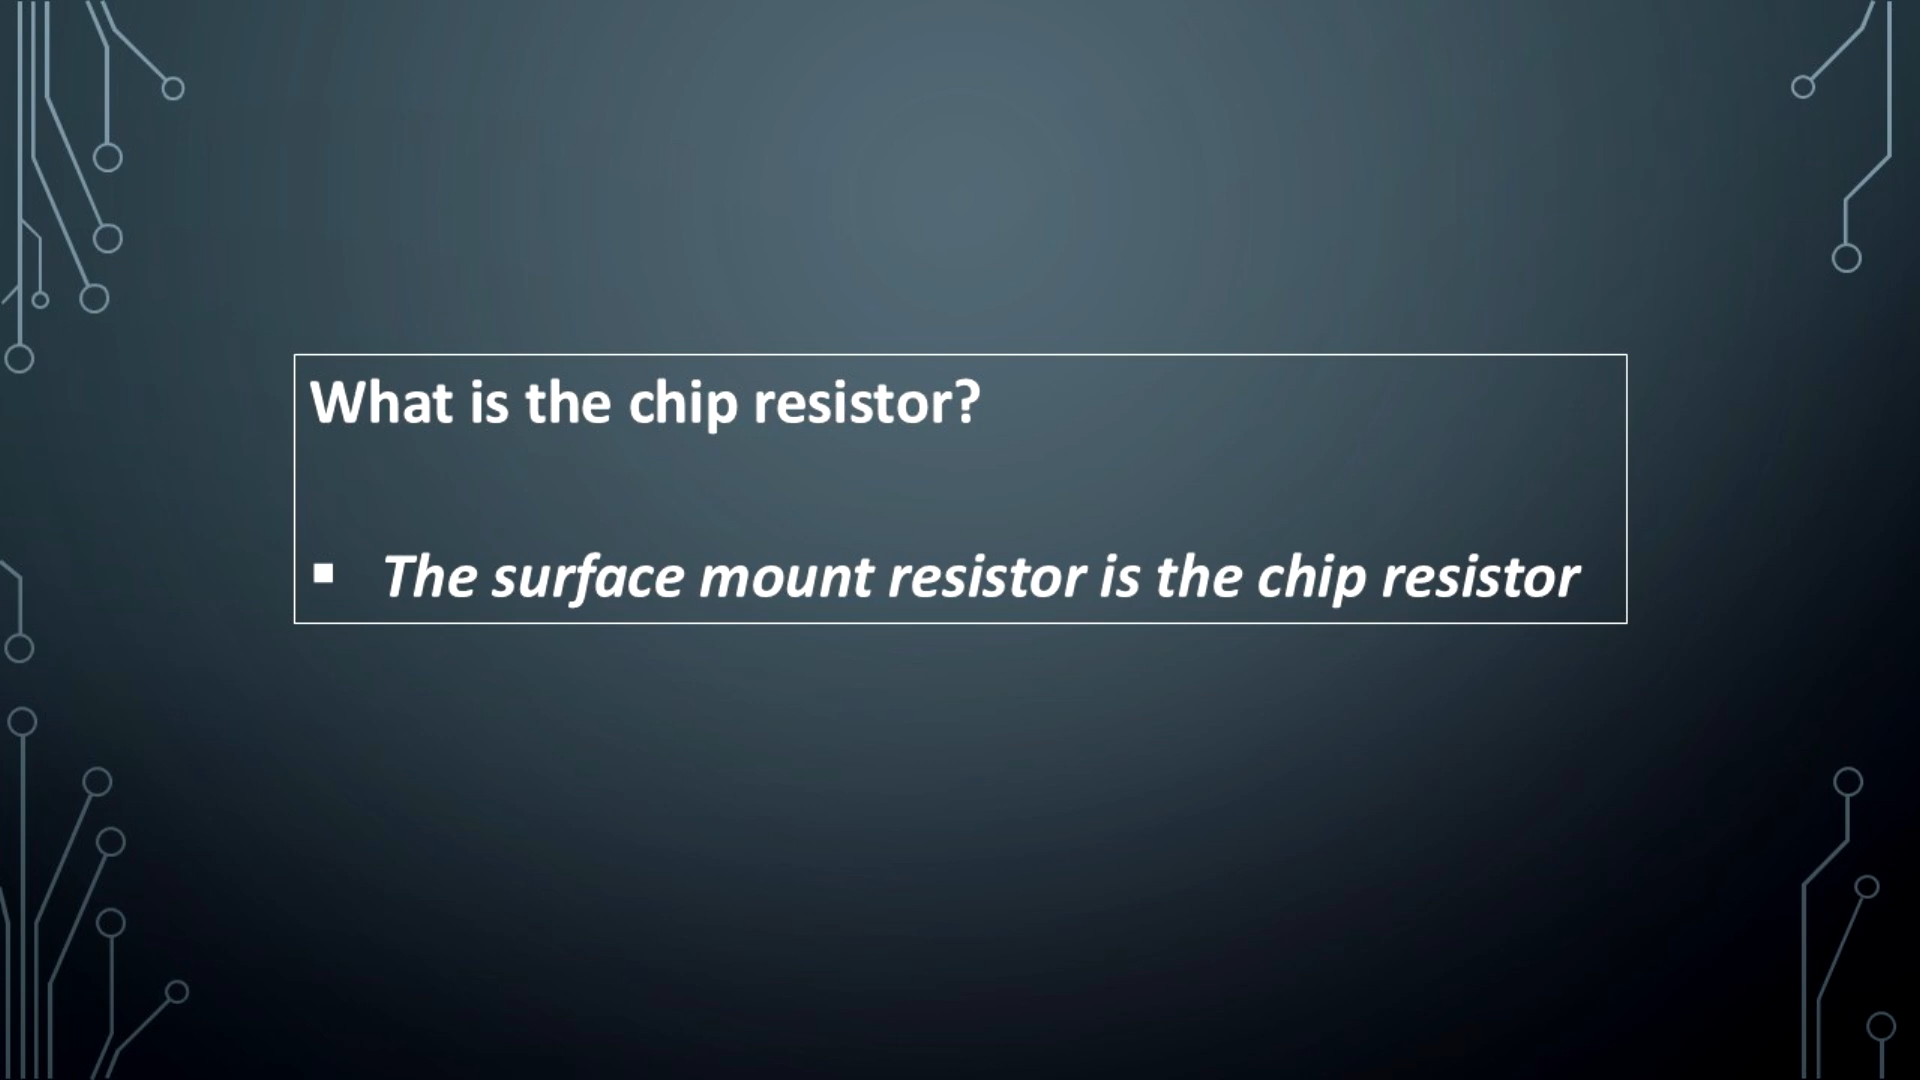 What is the chip resistor?
▪ The surface mount resistor is the chip resistor